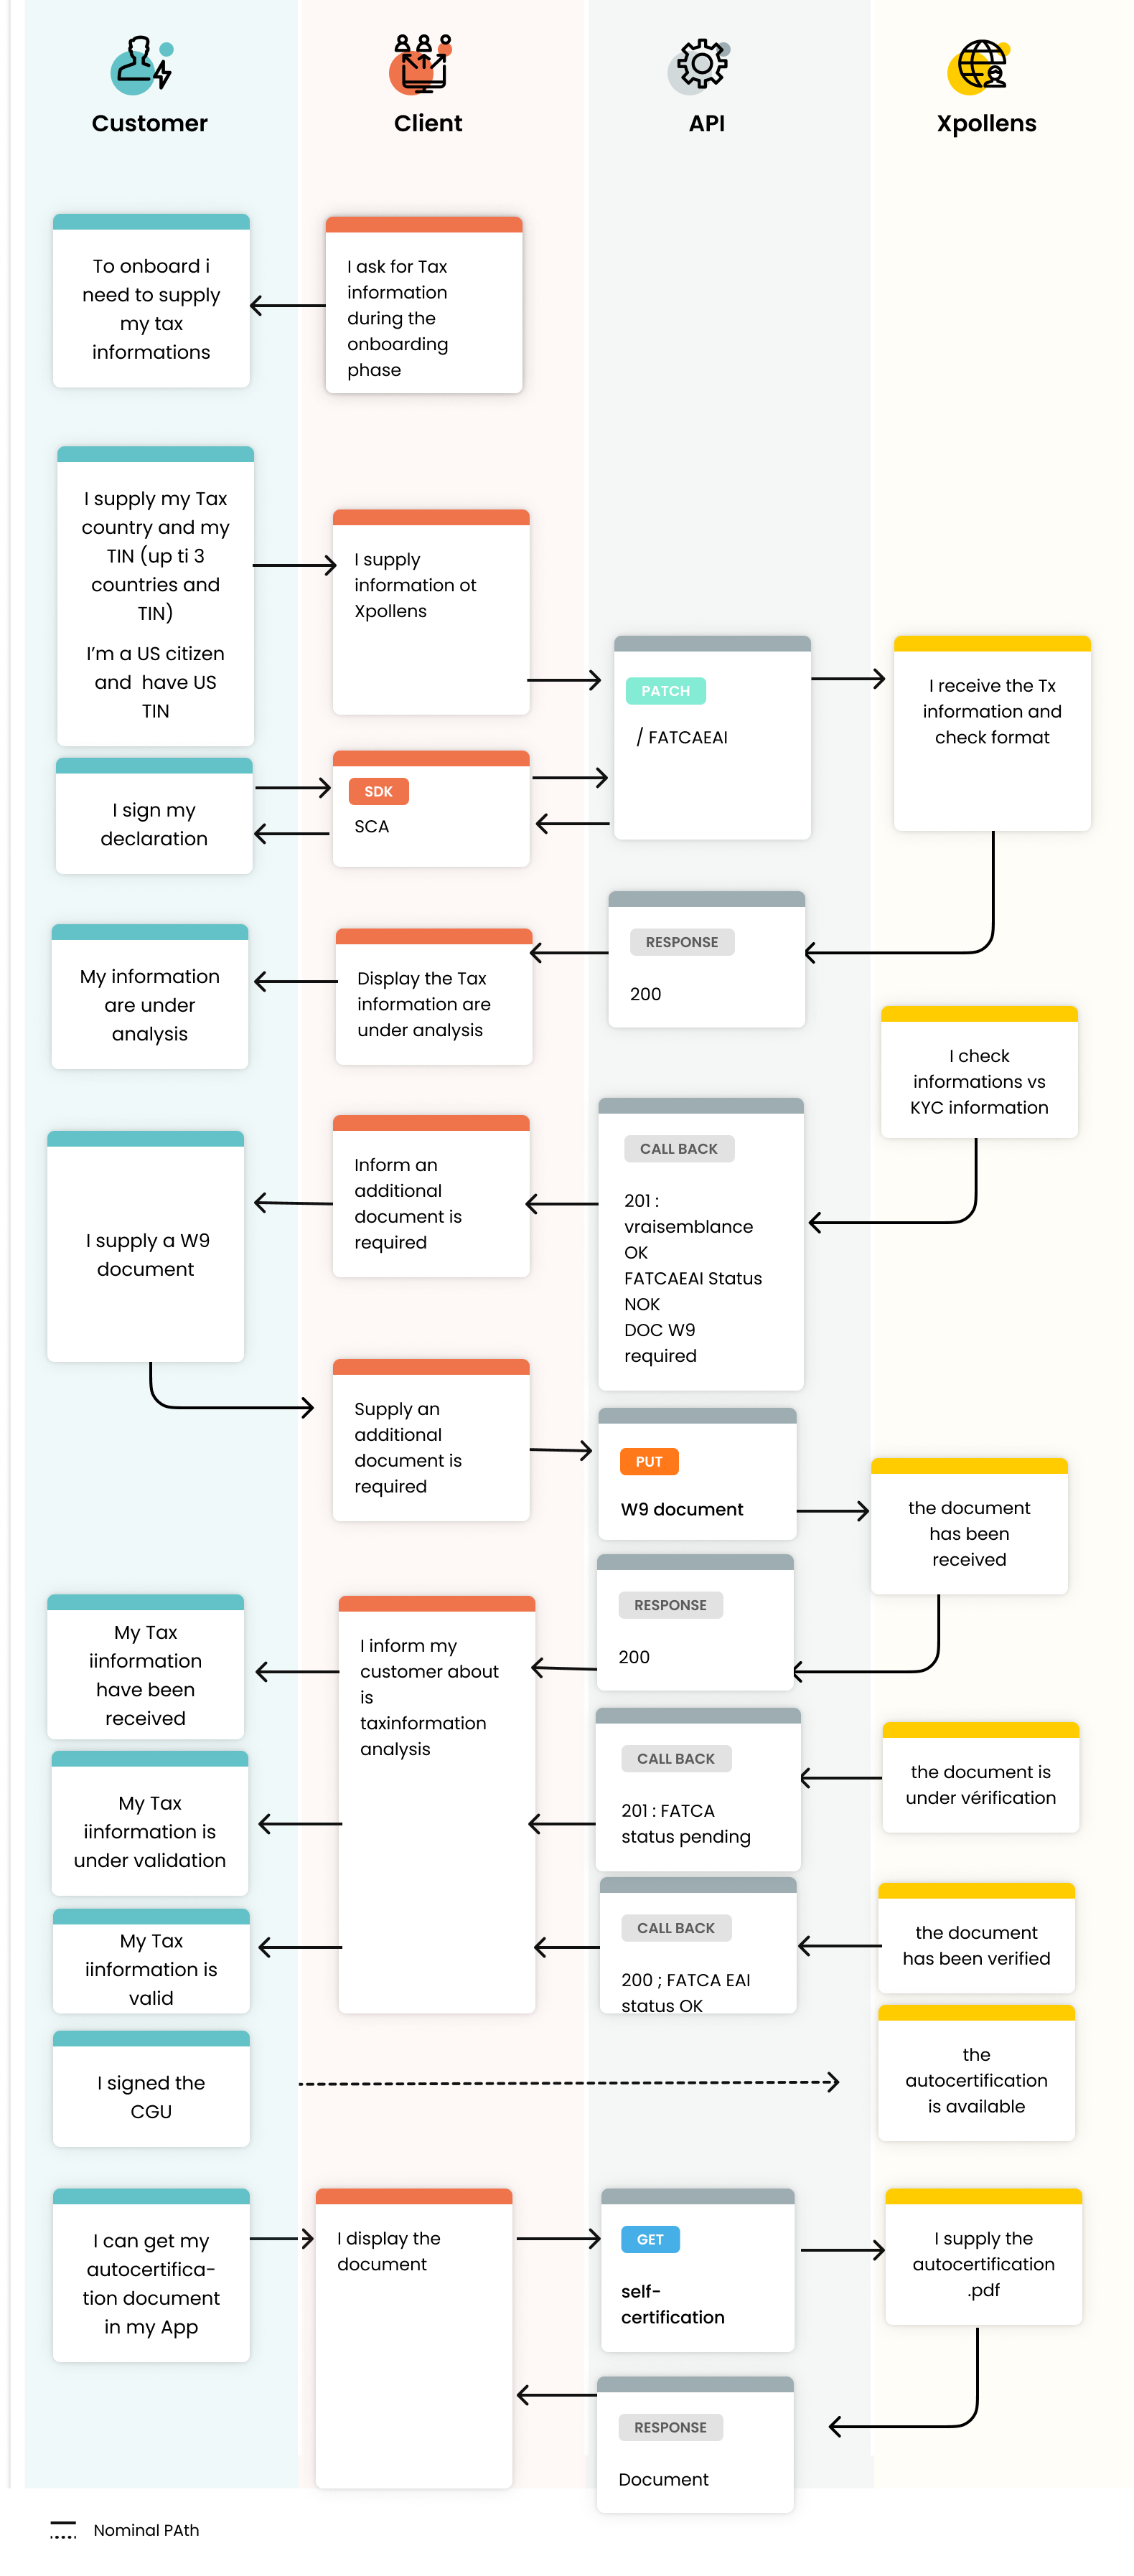 Customer
Client
API
Xpollens
To onboard i
need to supply
my tax
informations
I ask for Tax
information
during the
onboarding
phase
I supply my Tax
country and my
TIN (up ti 3
countries and
TIN)
I'm a US citizen
and have US
TIN
I supply
information ot
Xpollens
PATCH
/ FATCAEAI
I receive the Tx
information and
check format
I sign my
declaration
SDK
SCA
RESPONSE
200
My information
are under
analysis
Display the Tax
information are
under analysis
I check
informations vs
KYC information
CALL BACK
201 :
vraisemblance
OK
FATCAEAI Status
NOK
DOC W9
required
Inform an
additional
document is
required
I supply a W9
document
Supply an
additional
document is
required
PUT
W9 document
the document
has been
received
RESPONSE
200
My Tax
iinformation
have been
received
I inform my
customer about
is
taxinformation
analysis
CALL BACK
201 : FATCA
status pending
the document is
under vérification
My Tax
iinformation is
under validation
CALL BACK
200 ; FATCA EAI
status OK
the document
has been verified
My Tax
iinformation is
valid
I signed the
CGU
the
autocertification
is available
I can get my
autocertifica-
tion document
in my App
I display the
document
GET
self-
certification
I supply the
autocertification
.pdf
RESPONSE
Document
Nominal PAth